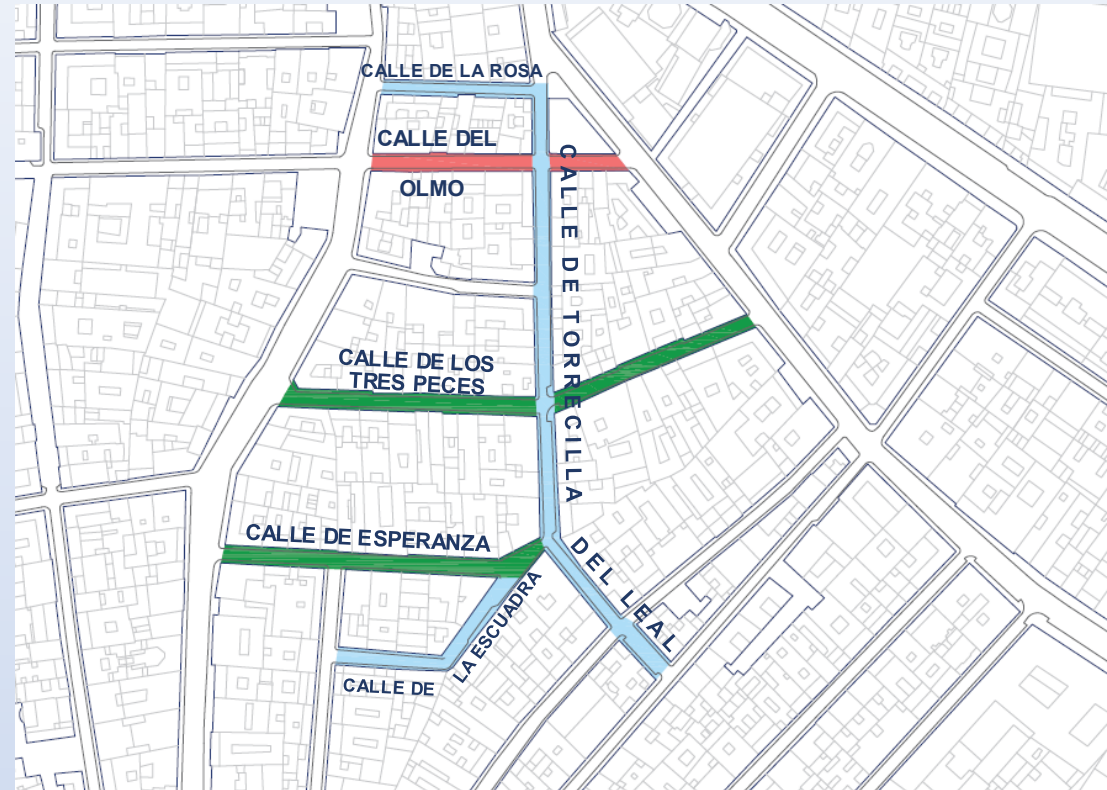 CALLE DE LA ROSA
CALLE DEL
OLMO
CALLE DE TORRECILLA
DEL LEAL
CALLE DE LOS
TRES PECES
CALLE DE ESPERANZA
CALLE DE
LA ESCUADRA